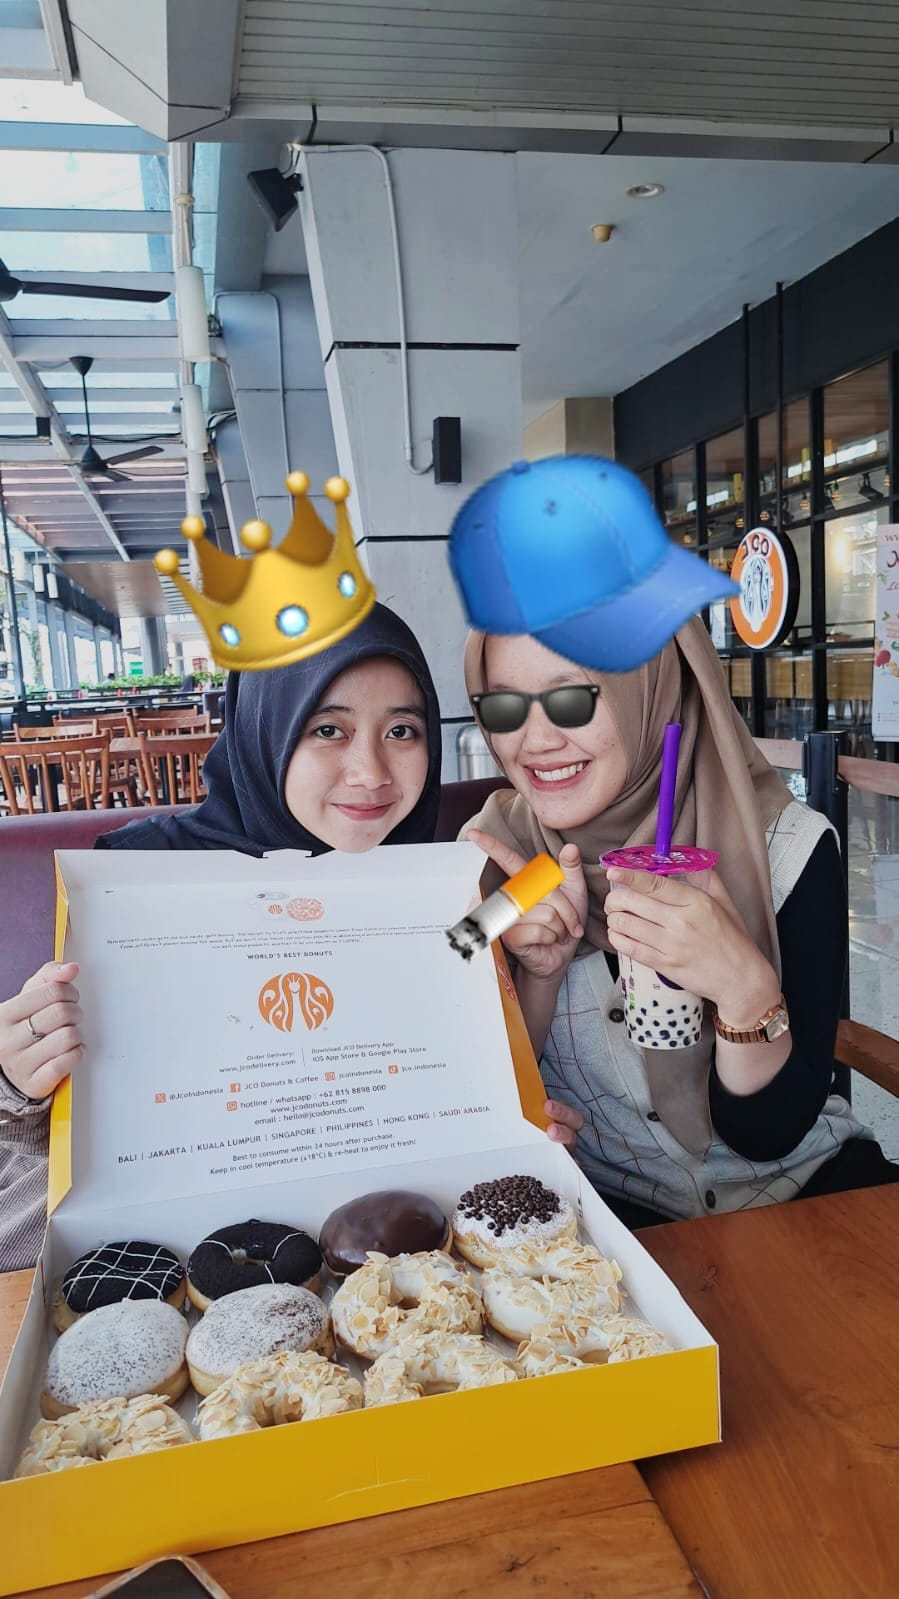 JCO
WORLD'S BEST DONUTS
Order Delivery:
www.jcodelivery.com
Download JCO Delivery App:
iOS App Store & Google Play Store
@JcoIndonesia JCO Donuts & Coffee jcoindonesia jco.indonesia
hotline / whatsapp : +62 815 8898 000
www.jcodonuts.com
email : hello@jcodonuts.com
BALI | JAKARTA | KUALA LUMPUR | SINGAPORE | PHILIPPINES | HONG KONG | SAUDI ARABIA
Best to consume within 24 hours after purchase.
Keep in cool temperature (±18°C) & re-heat to enjoy it fresh!